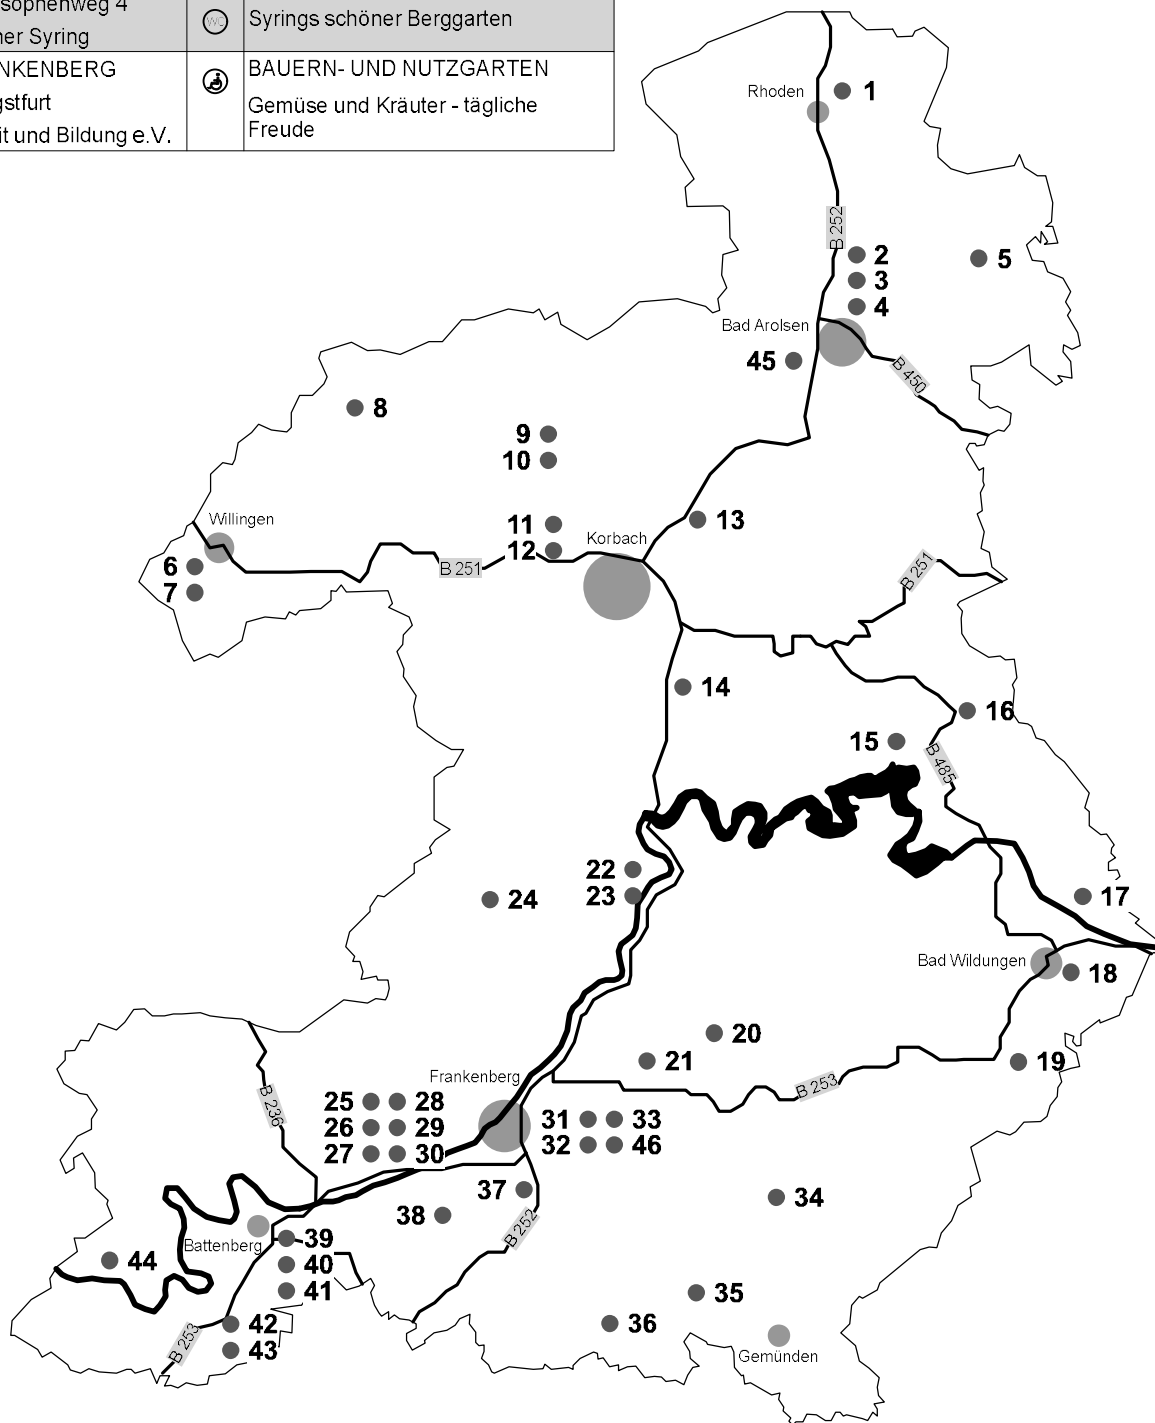 sophenweg 4
ner Syring
WC
Syrings schöner Berggarten
NKENBERG
gstfurt
it und Bildung e.V.
BAUERN- UND NUTZGARTEN
Gemüse und Kräuter - tägliche
Freude
Rhoden
1
B 252
2
3
4
5
Bad Arolsen
45
B 450
8
9
10
Willingen
11
12
Korbach
13
6
7
B 251
B 251
14
16
15
B 485
22
23
24
17
Bad Wildungen
18
20
21
19
Frankenberg
B 253
B 236
25
28
26
29
27
30
31
33
32
46
37
34
38
B 252
Battenberg
39
40
41
44
35
36
42
43
B 253
Gemünden